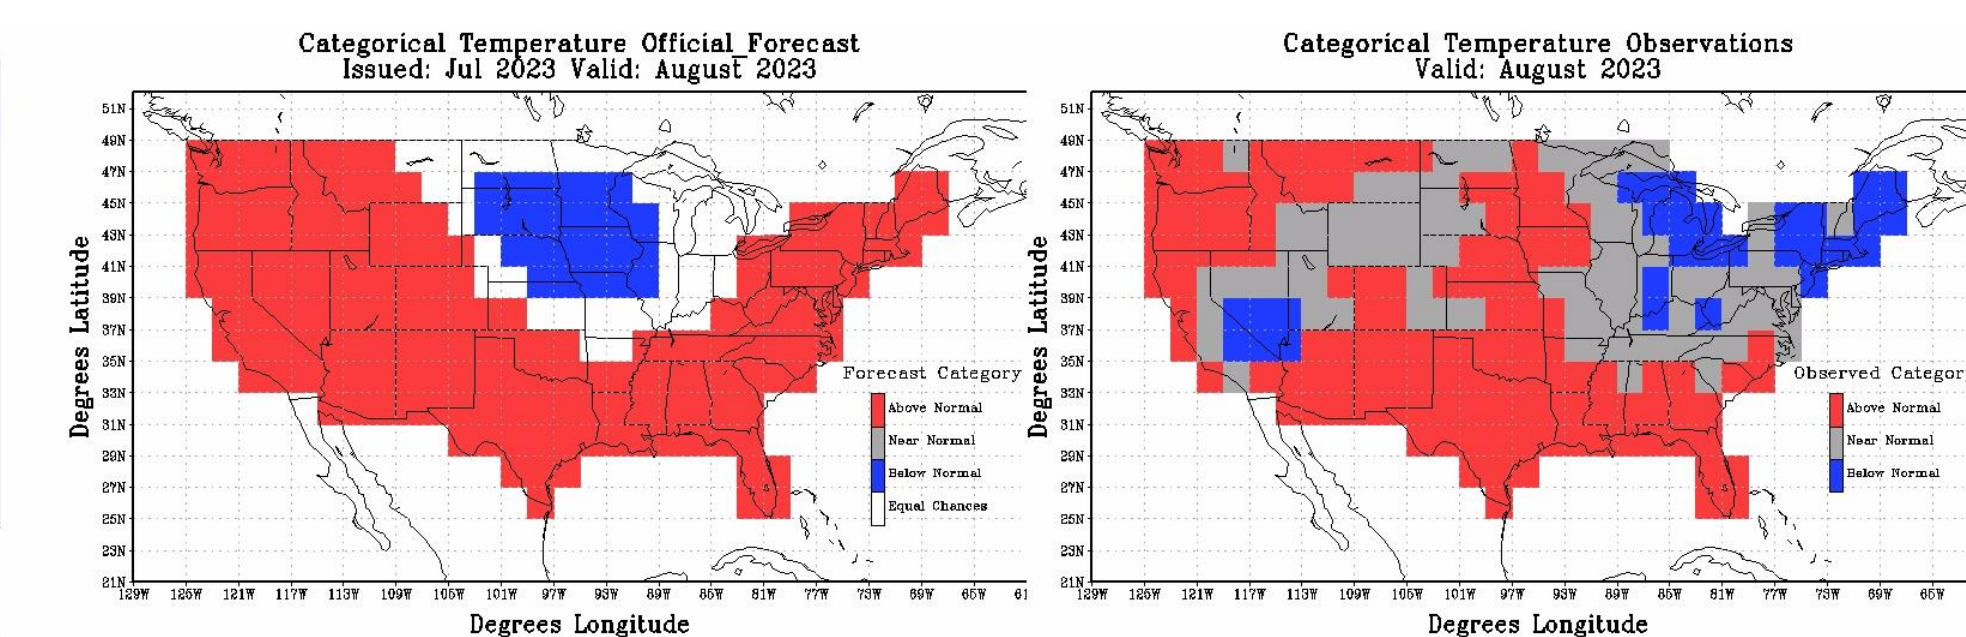 Categorical Temperature Official_Forecast
Issued: Jul 2023 Valid: August 2023
Degrees Latitude
51N
49N
47N
45N
43N
41N
39N
37N
35N
33N
31N
29N
27N
25N
23N
21N
129W 125W 121W 117W 113W 109W 105W 101W 97W 93W 89W 85W 81W 77W 73W 69W 65W 61
Degrees Longitude
Forecast Category
Above Normal
Near Normal
Below Normal
Equal Chances
Categorical Temperature Observations
Valid: August 2023
Degrees Latitude
51N
49N
47N
45N
43N
41N
39N
37N
35N
33N
31N
29N
27N
25N
23N
21N
129W 125W 121W 117W 113W 109W 105W 101W 97W 93W 89W 85W 81W 77W 73W 69W 65W
Degrees Longitude
Observed Categor
Above Normal
Near Normal
Below Normal